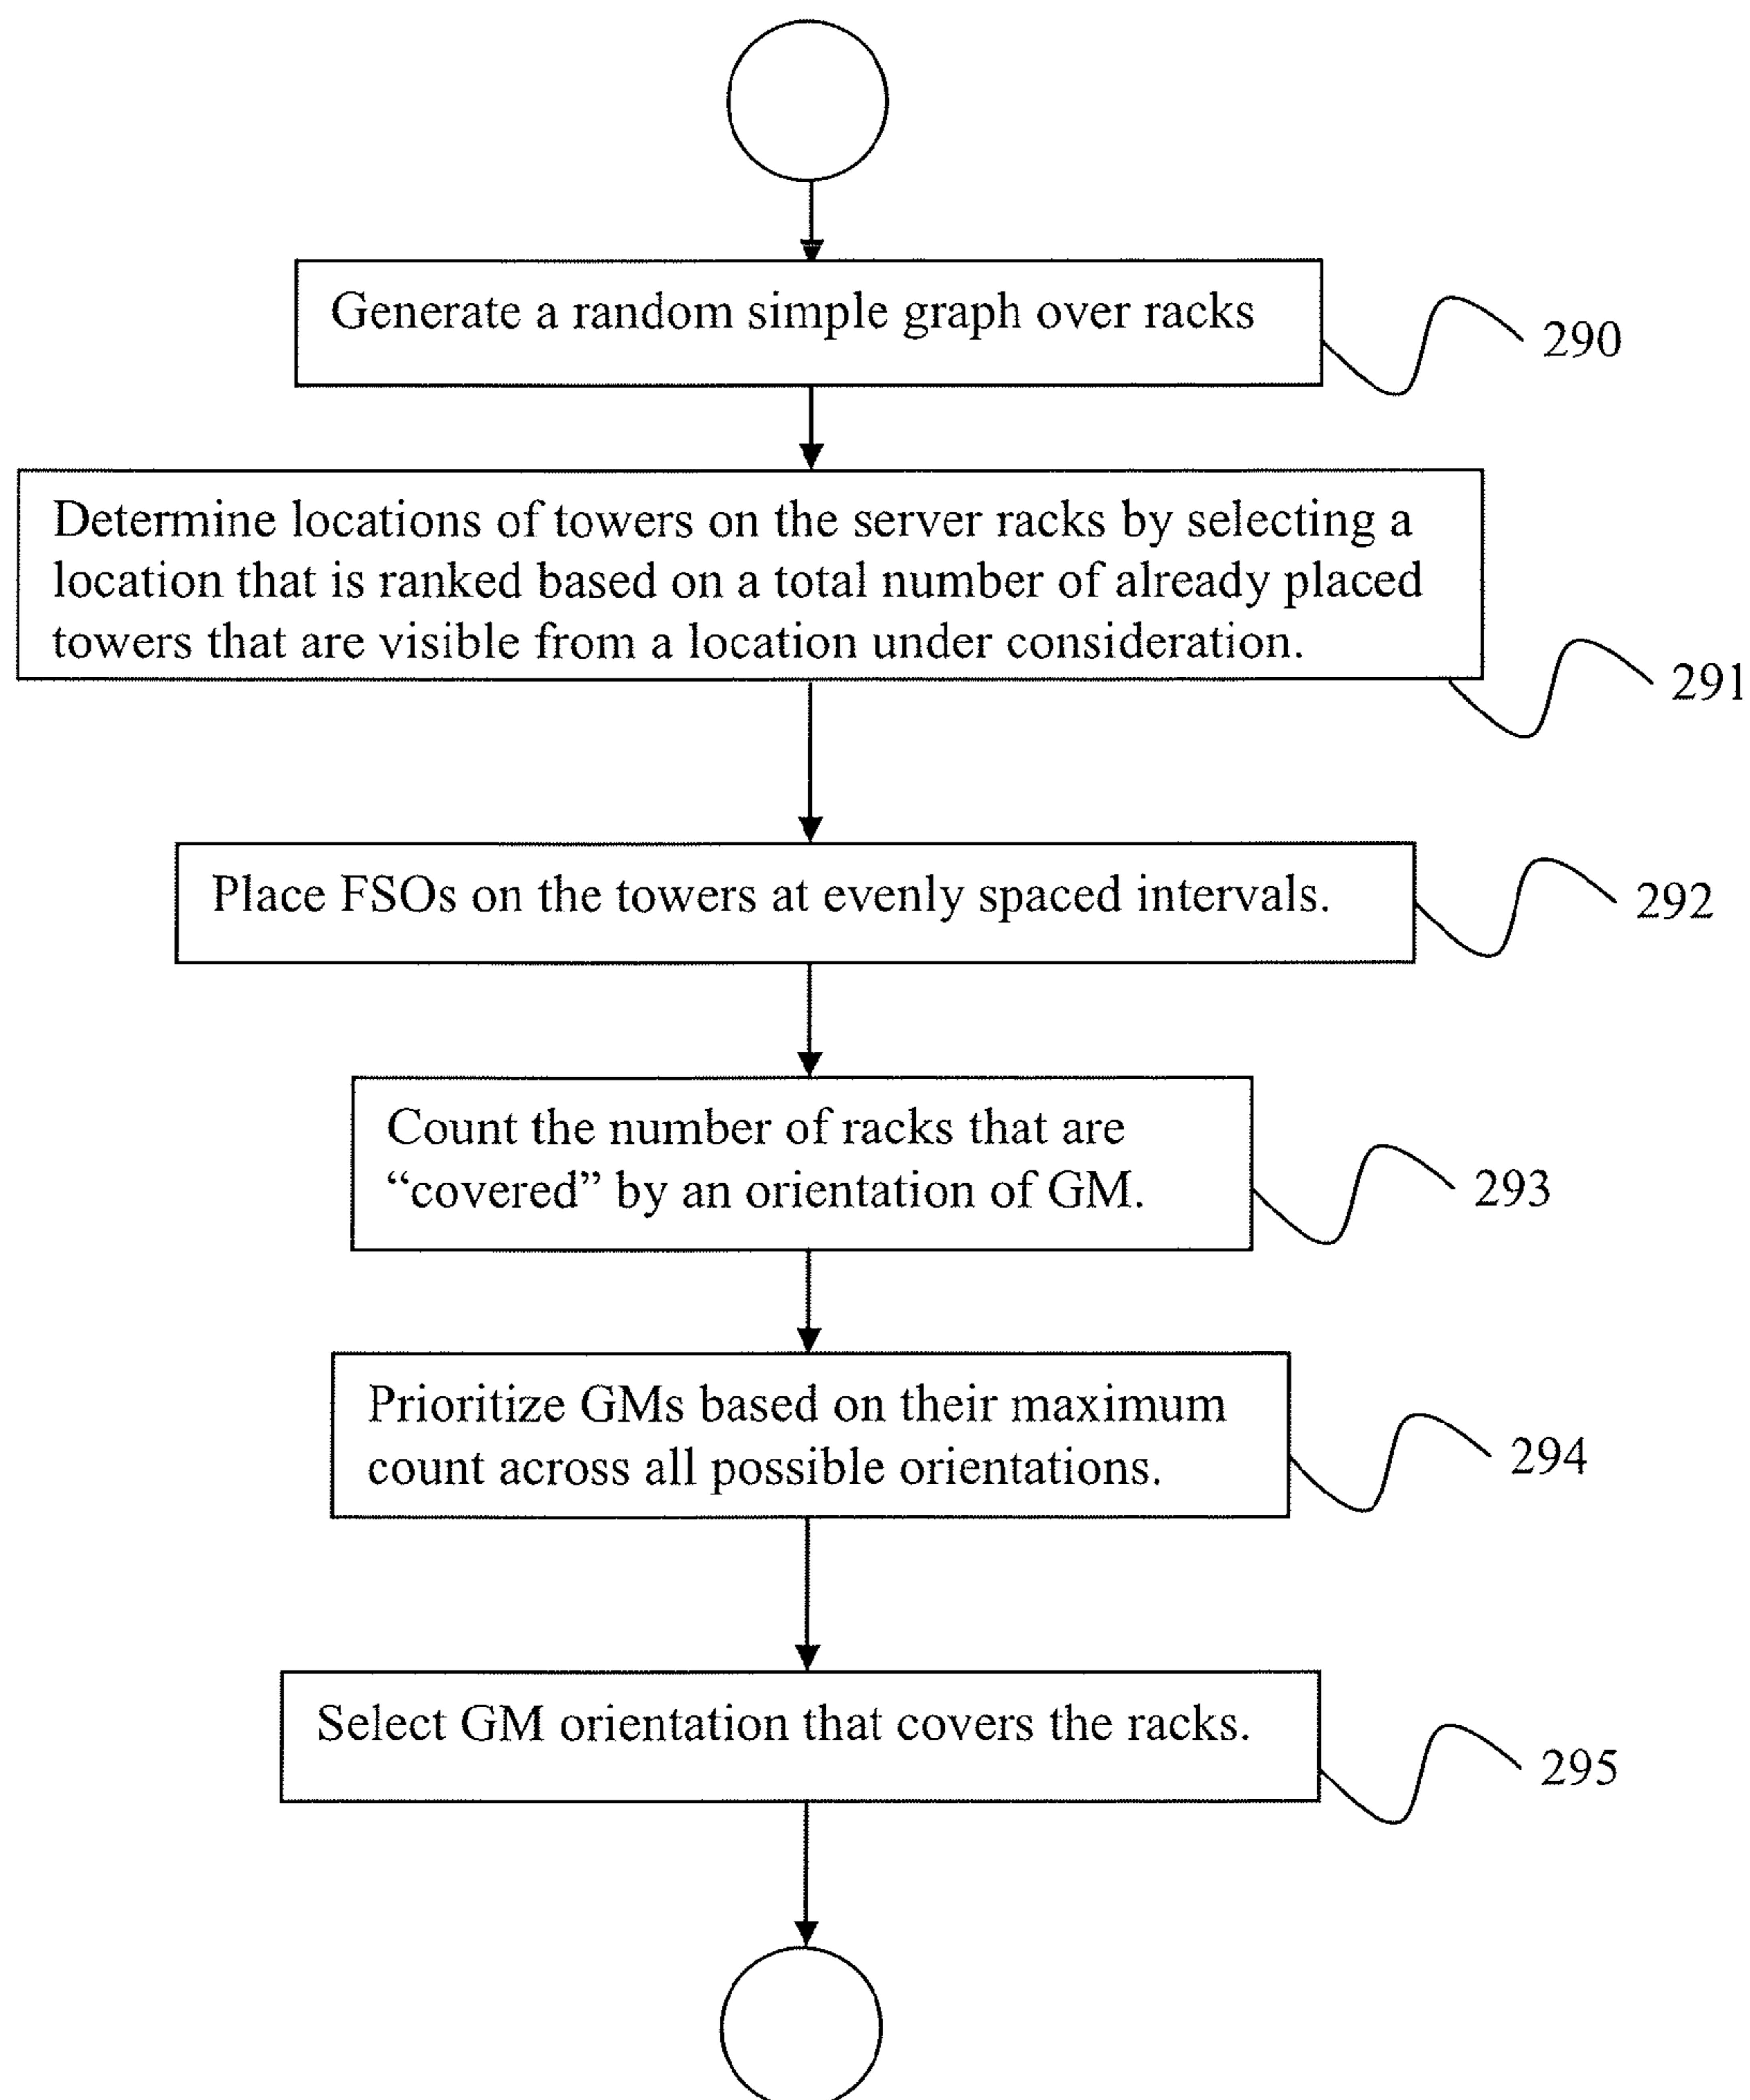 Generate a random simple graph over racks
290
Determine locations of towers on the server racks by selecting a
location that is ranked based on a total number of already placed
towers that are visible from a location under consideration.
291
Place FSOs on the towers at evenly spaced intervals.
292
Count the number of racks that are
“covered” by an orientation of GM.
293
Prioritize GMs based on their maximum
count across all possible orientations.
294
Select GM orientation that covers the racks.
295